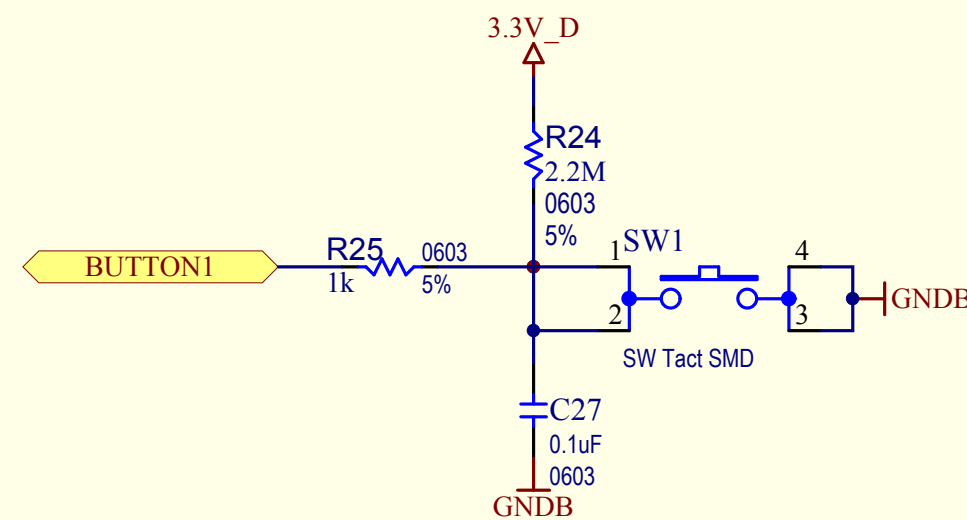 3.3V_D
R24
2.2M
0603
5%
BUTTON1
R25
1k
0603
5%
1
2
SW1
4
3
GNDB
SW Tact SMD
C27
0.1uF
0603
GNDB